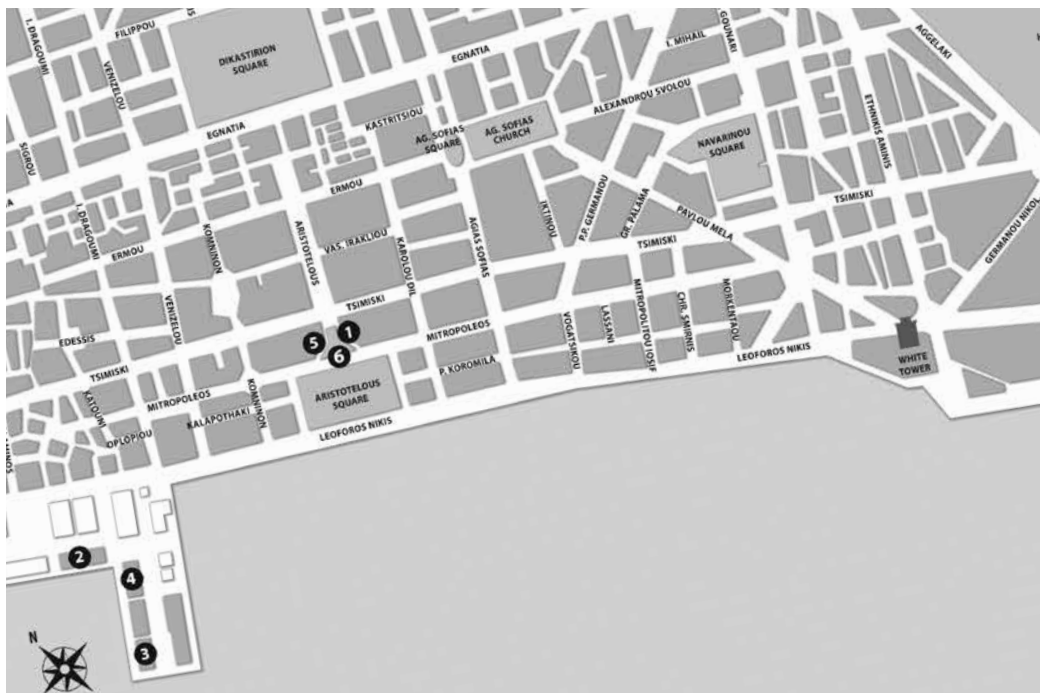 I. DRAGOUMI
FILIPPOU
VENIZELOU
DIKASTIRION
SQUARE
EGNATIA
I. MIHAIL
GOUNARI
AGGELAKI
SIGROU
EGNATIA
KASTRITSIOU
AG. SOFIAS
SQUARE
AG. SOFIAS
CHURCH
ALEXANDROU SVOLOU
NAVARINOU
SQUARE
ETHNIKIS AMINIS
I. DRAGOUMI
ERMOU
KOMNINON
ERMOU
ARISTOTELOUS
VAS. IRAKLIOU
KAROLOU DIL
AGIAS SOFIAS
IKTINOU
P.P. GERMANOU
GR. PALAMA
PAVLOU MELA
TSIMISKI
TSIMISKI
GERMANOU NIKOL
EDESSIS
VENIZELOU
TSIMISKI
5
1
6
MITROPOLEOS
VOGATSIKOU
LASSANI
MITROPOLITOU IOSIF
CHR. SMIRNIS
MORKENTAOU
TSIMISKI
KATOUNI
MITROPOLEOS
KALAPOTHAKI
KOMNINON
ARISTOTELOUS
SQUARE
P. KOROMILA
LEOFOROS NIKIS
WHITE
TOWER
OPLOPIOU
LEOFOROS NIKIS
2
4
3
N